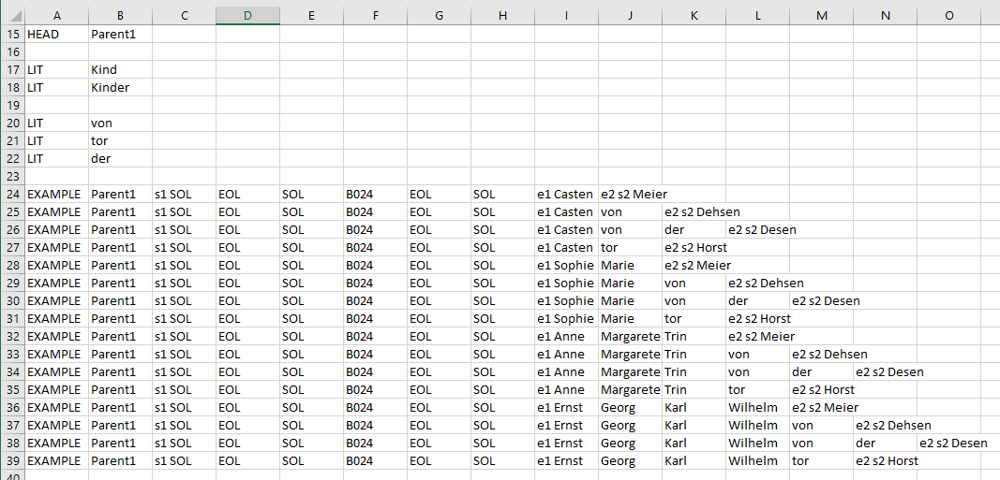 A B C D E F G H I J K L M N O
15 HEAD Parent1
16
17 LIT Kind
18 LIT Kinder
19
20 LIT von
21 LIT tor
22 LIT der
23
24 EXAMPLE Parent1 s1 SOL EOL SOL B024 EOL SOL e1 Casten e2 s2 Meier
25 EXAMPLE Parent1 s1 SOL EOL SOL B024 EOL SOL e1 Casten von e2 s2 Dehsen
26 EXAMPLE Parent1 s1 SOL EOL SOL B024 EOL SOL e1 Casten von der e2 s2 Desen
27 EXAMPLE Parent1 s1 SOL EOL SOL B024 EOL SOL e1 Casten tor e2 s2 Horst
28 EXAMPLE Parent1 s1 SOL EOL SOL B024 EOL SOL e1 Sophie Marie e2 s2 Meier
29 EXAMPLE Parent1 s1 SOL EOL SOL B024 EOL SOL e1 Sophie Marie von e2 s2 Dehsen
30 EXAMPLE Parent1 s1 SOL EOL SOL B024 EOL SOL e1 Sophie Marie von der e2 s2 Desen
31 EXAMPLE Parent1 s1 SOL EOL SOL B024 EOL SOL e1 Sophie Marie tor e2 s2 Horst
32 EXAMPLE Parent1 s1 SOL EOL SOL B024 EOL SOL e1 Anne Margarete Trin e2 s2 Meier
33 EXAMPLE Parent1 s1 SOL EOL SOL B024 EOL SOL e1 Anne Margarete Trin von e2 s2 Dehsen
34 EXAMPLE Parent1 s1 SOL EOL SOL B024 EOL SOL e1 Anne Margarete Trin von der e2 s2 Desen
35 EXAMPLE Parent1 s1 SOL EOL SOL B024 EOL SOL e1 Anne Margarete Trin tor e2 s2 Horst
36 EXAMPLE Parent1 s1 SOL EOL SOL B024 EOL SOL e1 Ernst Georg Karl Wilhelm e2 s2 Meier
37 EXAMPLE Parent1 s1 SOL EOL SOL B024 EOL SOL e1 Ernst Georg Karl Wilhelm von e2 s2 Dehsen
38 EXAMPLE Parent1 s1 SOL EOL SOL B024 EOL SOL e1 Ernst Georg Karl Wilhelm von der e2 s2 Desen
39 EXAMPLE Parent1 s1 SOL EOL SOL B024 EOL SOL e1 Ernst Georg Karl Wilhelm tor e2 s2 Horst
40